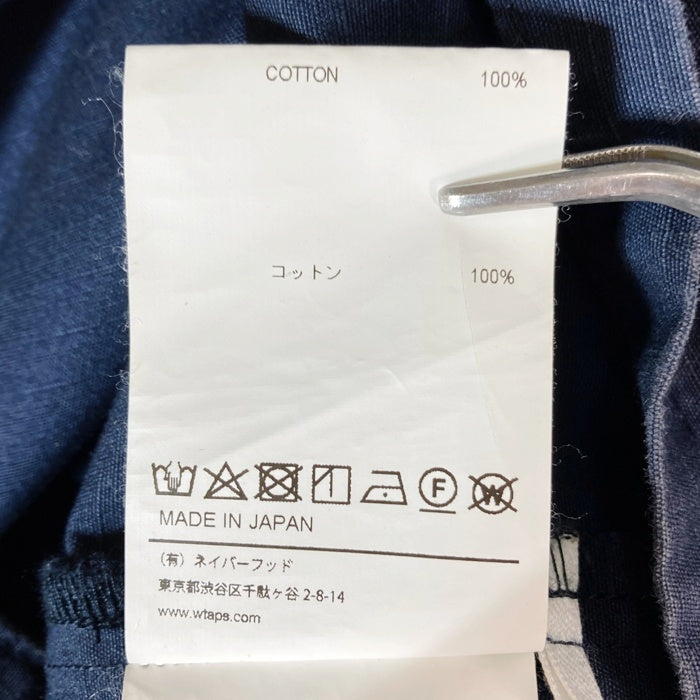 COTTON 100%
コットン 100%
F W
MADE IN JAPAN
(有) ネイバーフッド
東京都渋谷区千駄ヶ谷 2-8-14
www.wtaps.com